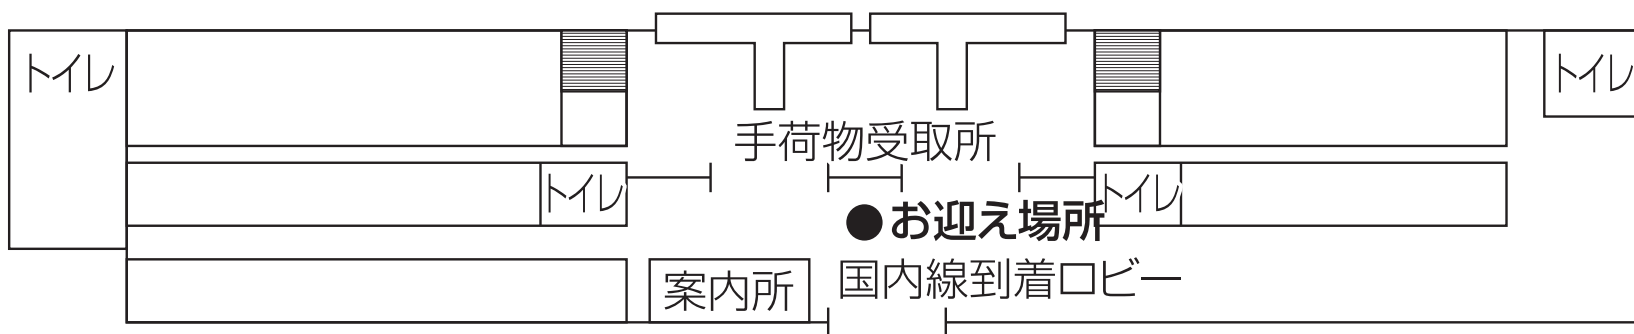 トイレ
トイレ
手荷物受取所
トイレ
トイレ
●お迎え場所
案内所
国内線到着ロビー